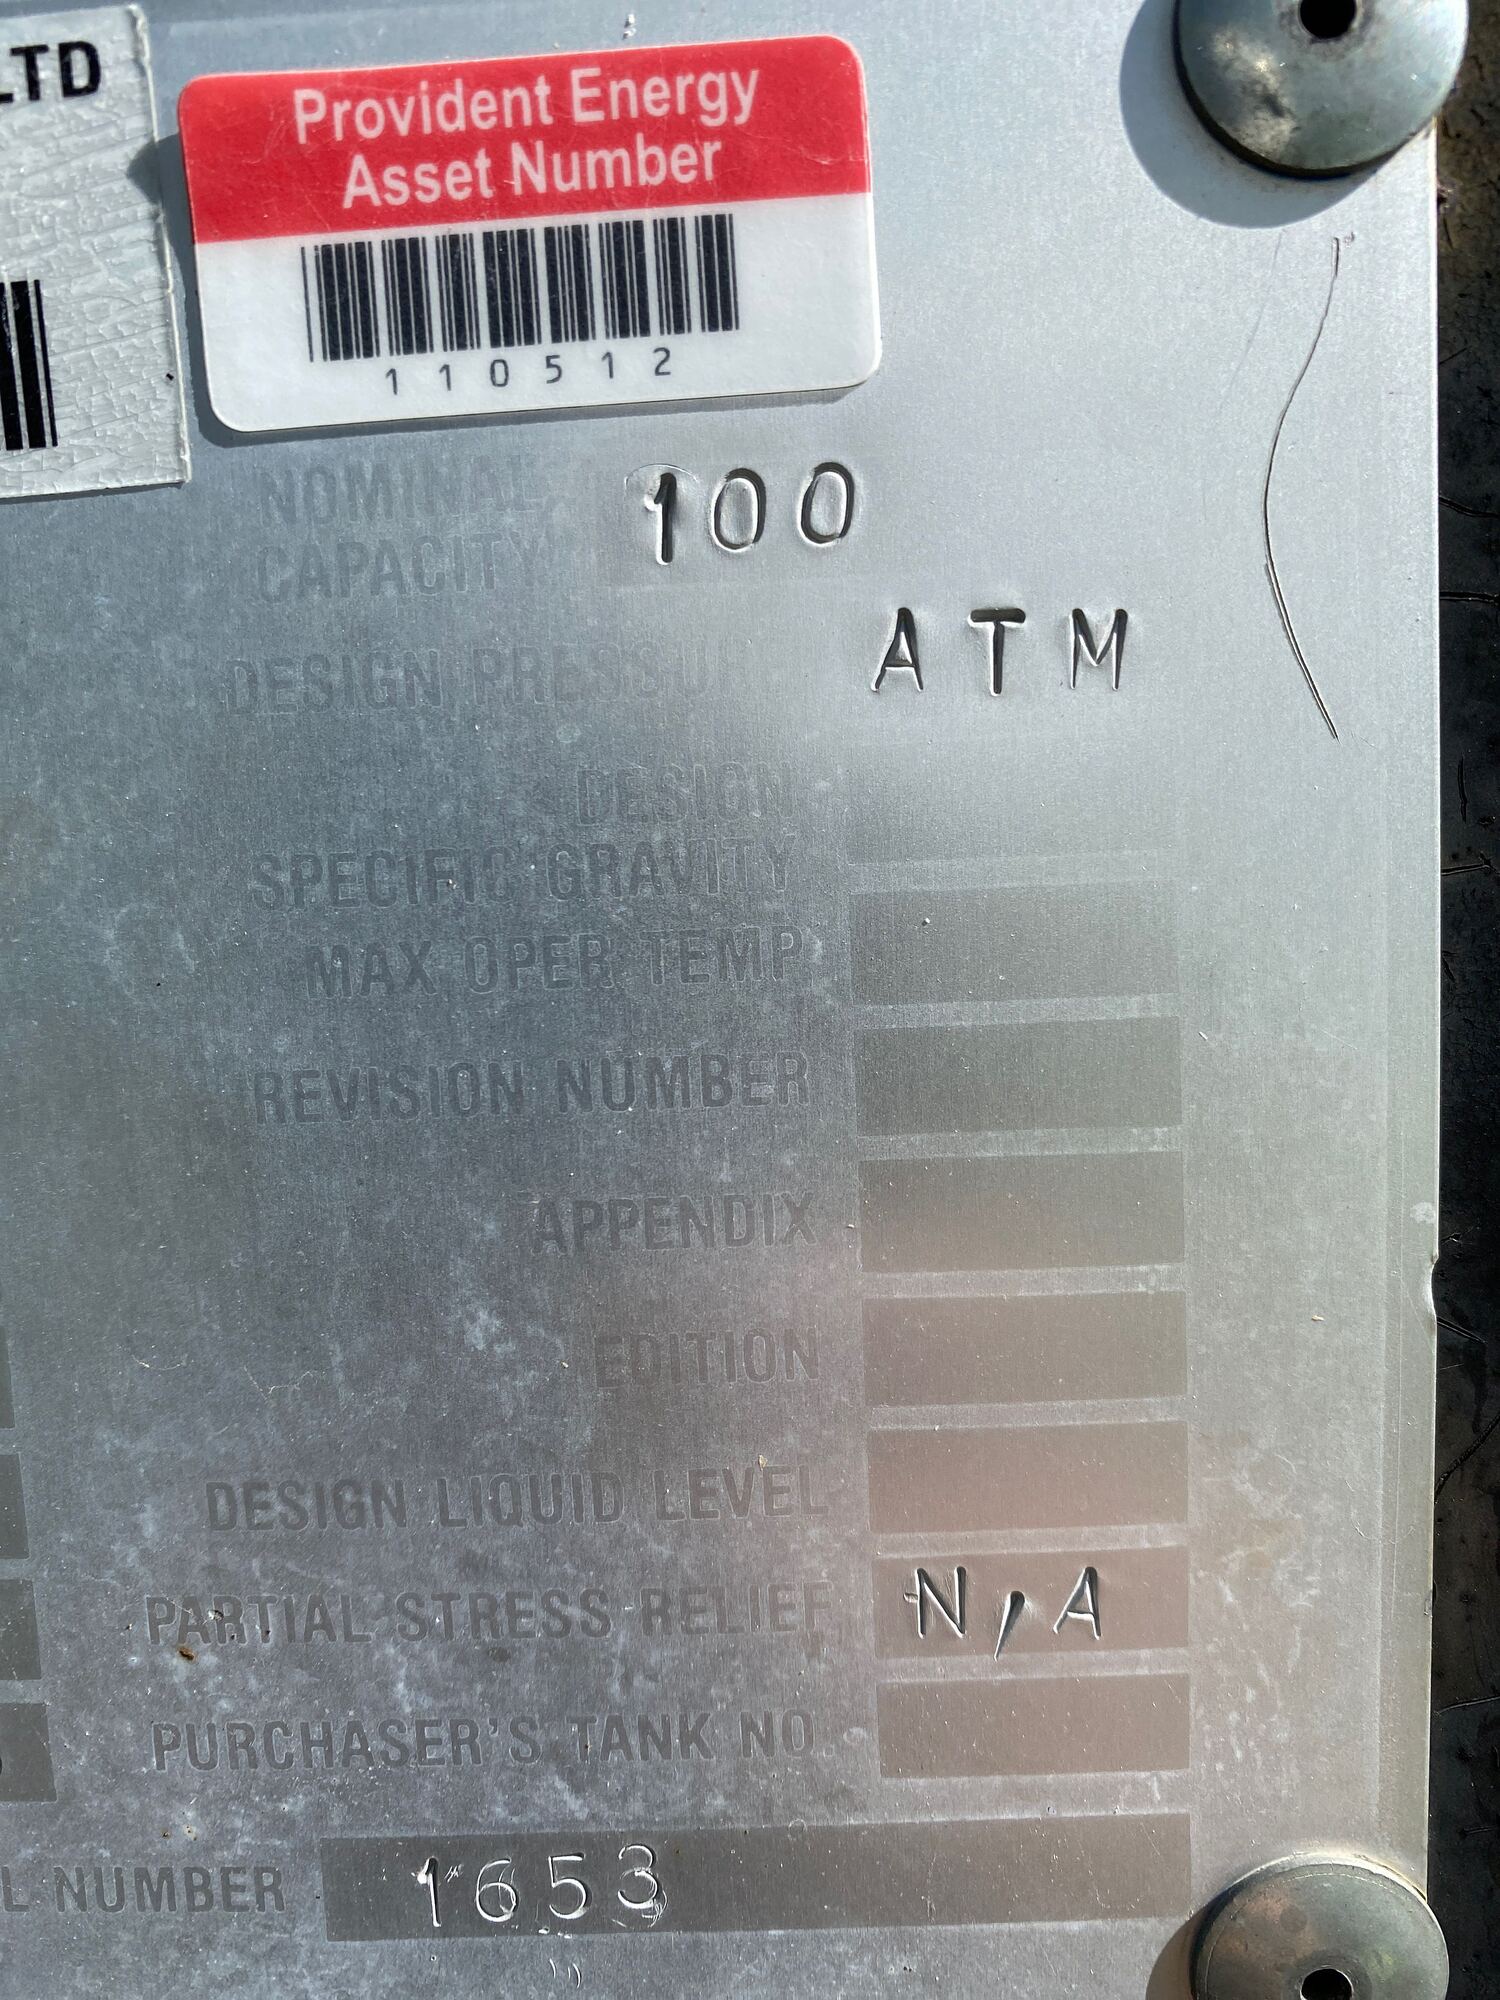 LTD
Provident Energy
Asset Number
110512
NOMINAL
CAPACITY 100
DESIGN PRESSU ATM
DESIGN
SPECIFIC GRAVITY
MAX OPER TEMP
REVISION NUMBER
APPENDIX
EDITION
DESIGN LIQUID LEVEL
PARTIAL STRESS RELIEF N,A
PURCHASER'S TANK NO.
L NUMBER 1653